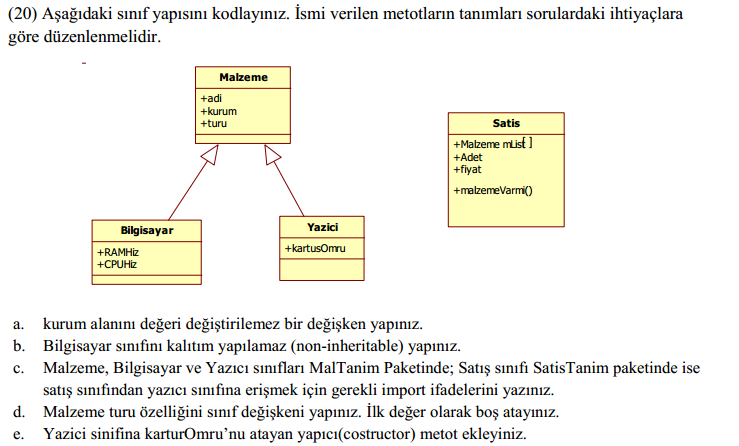 (20) Aşağıdaki sınıf yapısını kodlayınız. İsmi verilen metotların tanımları sorulardaki ihtiyaçlara
göre düzenlenmelidir.
Malzeme
+adi
+kurum
+turu
Satis
+Malzeme mList[]
+Adet
+fiyat
+malzemeVarmi()
Bilgisayar
+RAMHiz
+CPUHiz
Yazici
+kartusOmru
a. kurum alanını değeri değiştirilemez bir değişken yapınız.
b. Bilgisayar sınıfını kalıtım yapılamaz (non-inheritable) yapınız.
c. Malzeme, Bilgisayar ve Yazıcı sınıfları MalTanim Paketinde; Satış sınıfı SatisTanim paketinde ise
satış sınıfından yazıcı sınıfına erişmek için gerekli import ifadelerini yazınız.
d. Malzeme turu özelliğini sınıf değişkeni yapınız. İlk değer olarak boş atayınız.
e. Yazici sinifina karturOmru’nu atayan yapıcı(costructor) metot ekleyiniz.